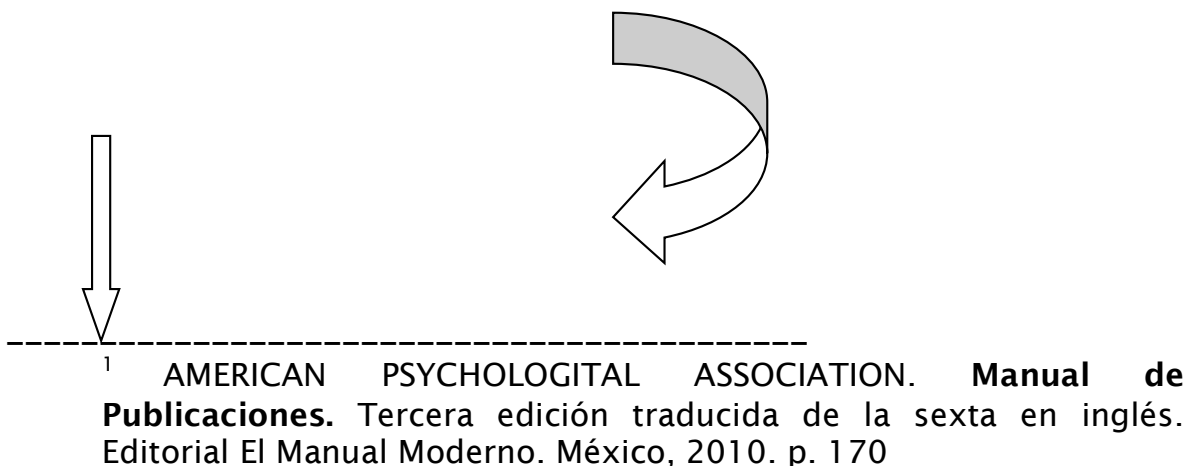 --------------------------------------------
1 AMERICAN PSYCHOLOGITAL ASSOCIATION. Manual de
Publicaciones. Tercera edición traducida de la sexta en inglés.
Editorial El Manual Moderno. México, 2010. p. 170